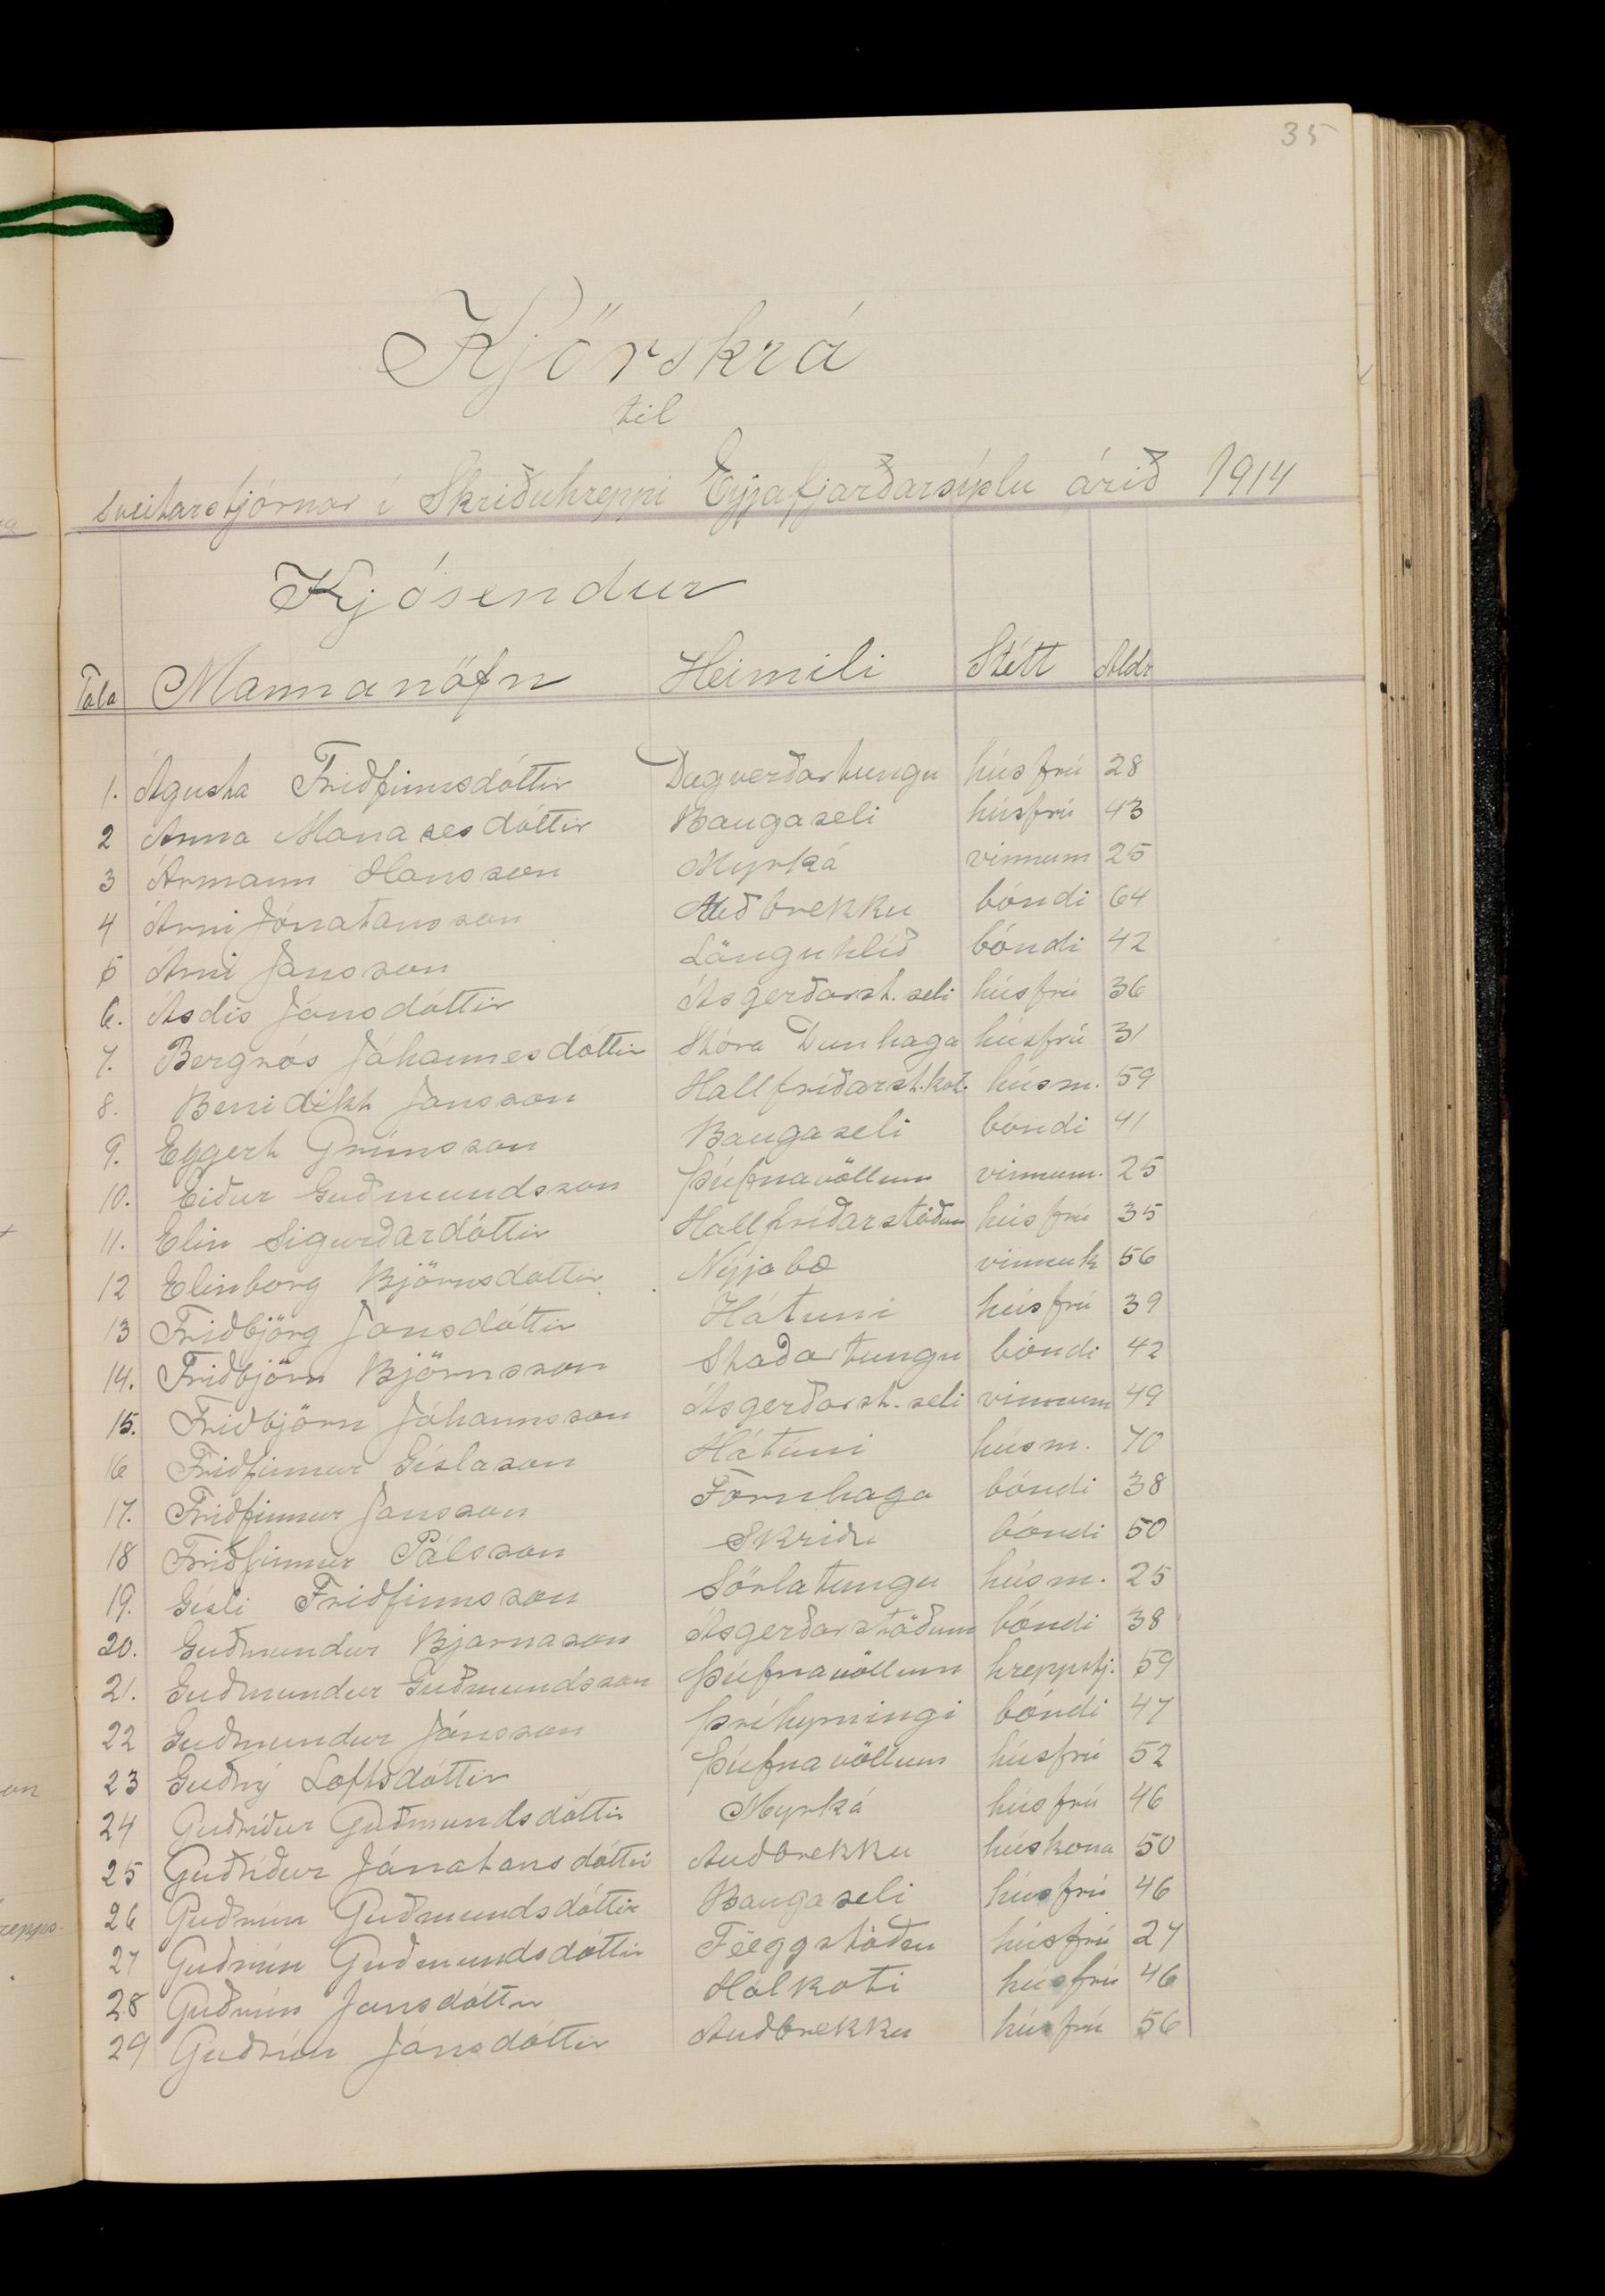 35
Kjörskrá
til
sveitarstjórnar í Skriðuhreppi Eyjafjarðarsýslu árið 1914
Kjósendur
Tala Mannanöfn Heimili Stétt Aldr
1. Ágústa Friðfinnsdóttir Dagverðartungu húsfrú 28
2 Anna Manasesdóttir Baugaseli húsfrú 43
3 Ármann Hansson Myrká vinnum 25
4 Árni Jónatansson Auðbrekku bóndi 64
5 Árni Jónsson Lönguhlíð bóndi 42
6. Ásdís Jónsdóttir Ásgerðarst. seli húsfrú 36
7. Bergrós Jóhannesdóttir Stóra Dunhaga húsfrú 31
8. Benidikt Jónsson Hallfríðarst.kot. húsm. 59
9. Eggert Grímsson Baugaseli bóndi 41
10. Eiður Guðmundsson Þúfnavöllum vinnum. 25
11. Elín Sigurðardóttir Hallfríðarstöðum húsfrú 35
12 Elinborg Björnsdóttir Nýjabæ vinnuk 56
13 Friðbjörg Jónsdóttir Hátúni húsfrú 39
14. Friðbjörn Björnsson Staðartungu bóndi 42
15. Friðbjörn Jóhannsson Ásgerðarst. seli vinnum 49
16 Friðfinnur Gíslason Hátúni húsm. 70
17. Friðfinnur Jónsson Fornhaga bóndi 38
18 Friðfinnur Pálsson Skriðu bóndi 50
19. Gísli Friðfinnsson Sörlatungu húsm. 25
20. Guðmundur Bjarnason Ásgerðarstöðum bóndi 38
21. Guðmundur Guðmundsson Þúfnavöllum hreppstj. 59
22 Guðmundur Jónsson Þríhyrningi bóndi 47
23 Guðný Loftsdóttir Þúfnavöllum húsfrú 52
24 Guðríður Guðmundsdóttir Myrká húsfrú 46
25 Guðríður Jónatansdóttir Auðbrekku húskona 50
26 Guðrún Guðmundsdóttir Baugaseli húsfrú 46
27 Guðrún Guðmundsdóttir Féeggstöðm húsfrú 27
28 Guðrún Jónsdóttir Hólkoti húsfrú 46
29 Guðrún Jónsdóttir Auðbrekku húsfrú 56